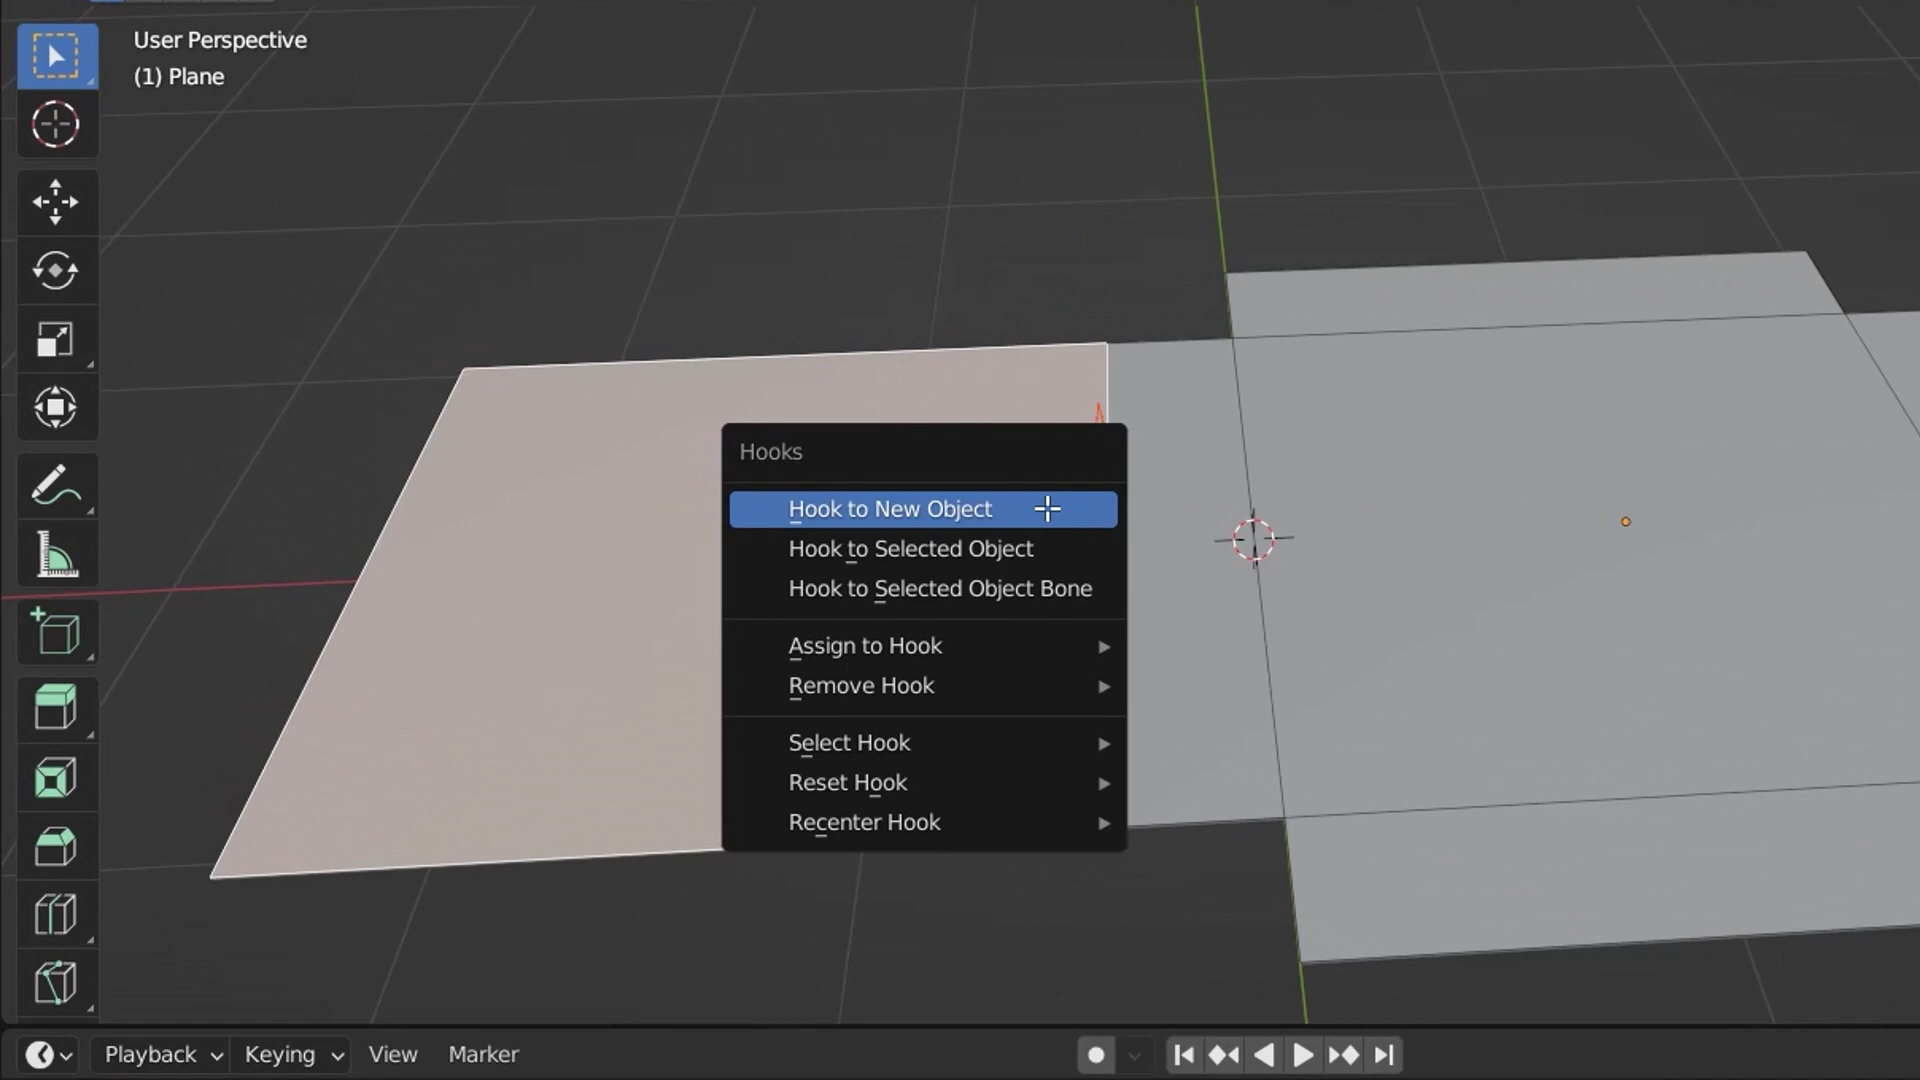 User Perspective
(1) Plane
Hooks
Hook to New Object
Hook to Selected Object
Hook to Selected Object Bone
Assign to Hook
Remove Hook
Select Hook
Reset Hook
Recenter Hook
Playback Keying View Marker